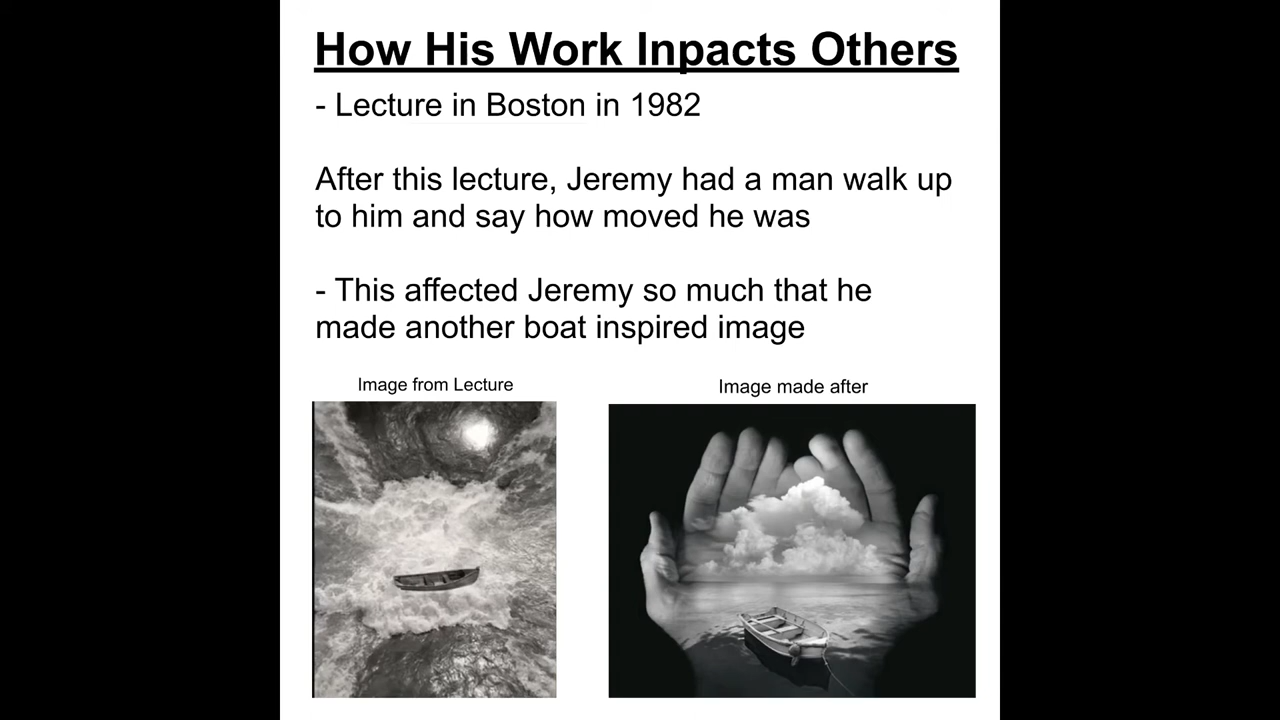 How His Work Inpacts Others
- Lecture in Boston in 1982
After this lecture, Jeremy had a man walk up
to him and say how moved he was
- This affected Jeremy so much that he
made another boat inspired image
Image from Lecture
Image made after